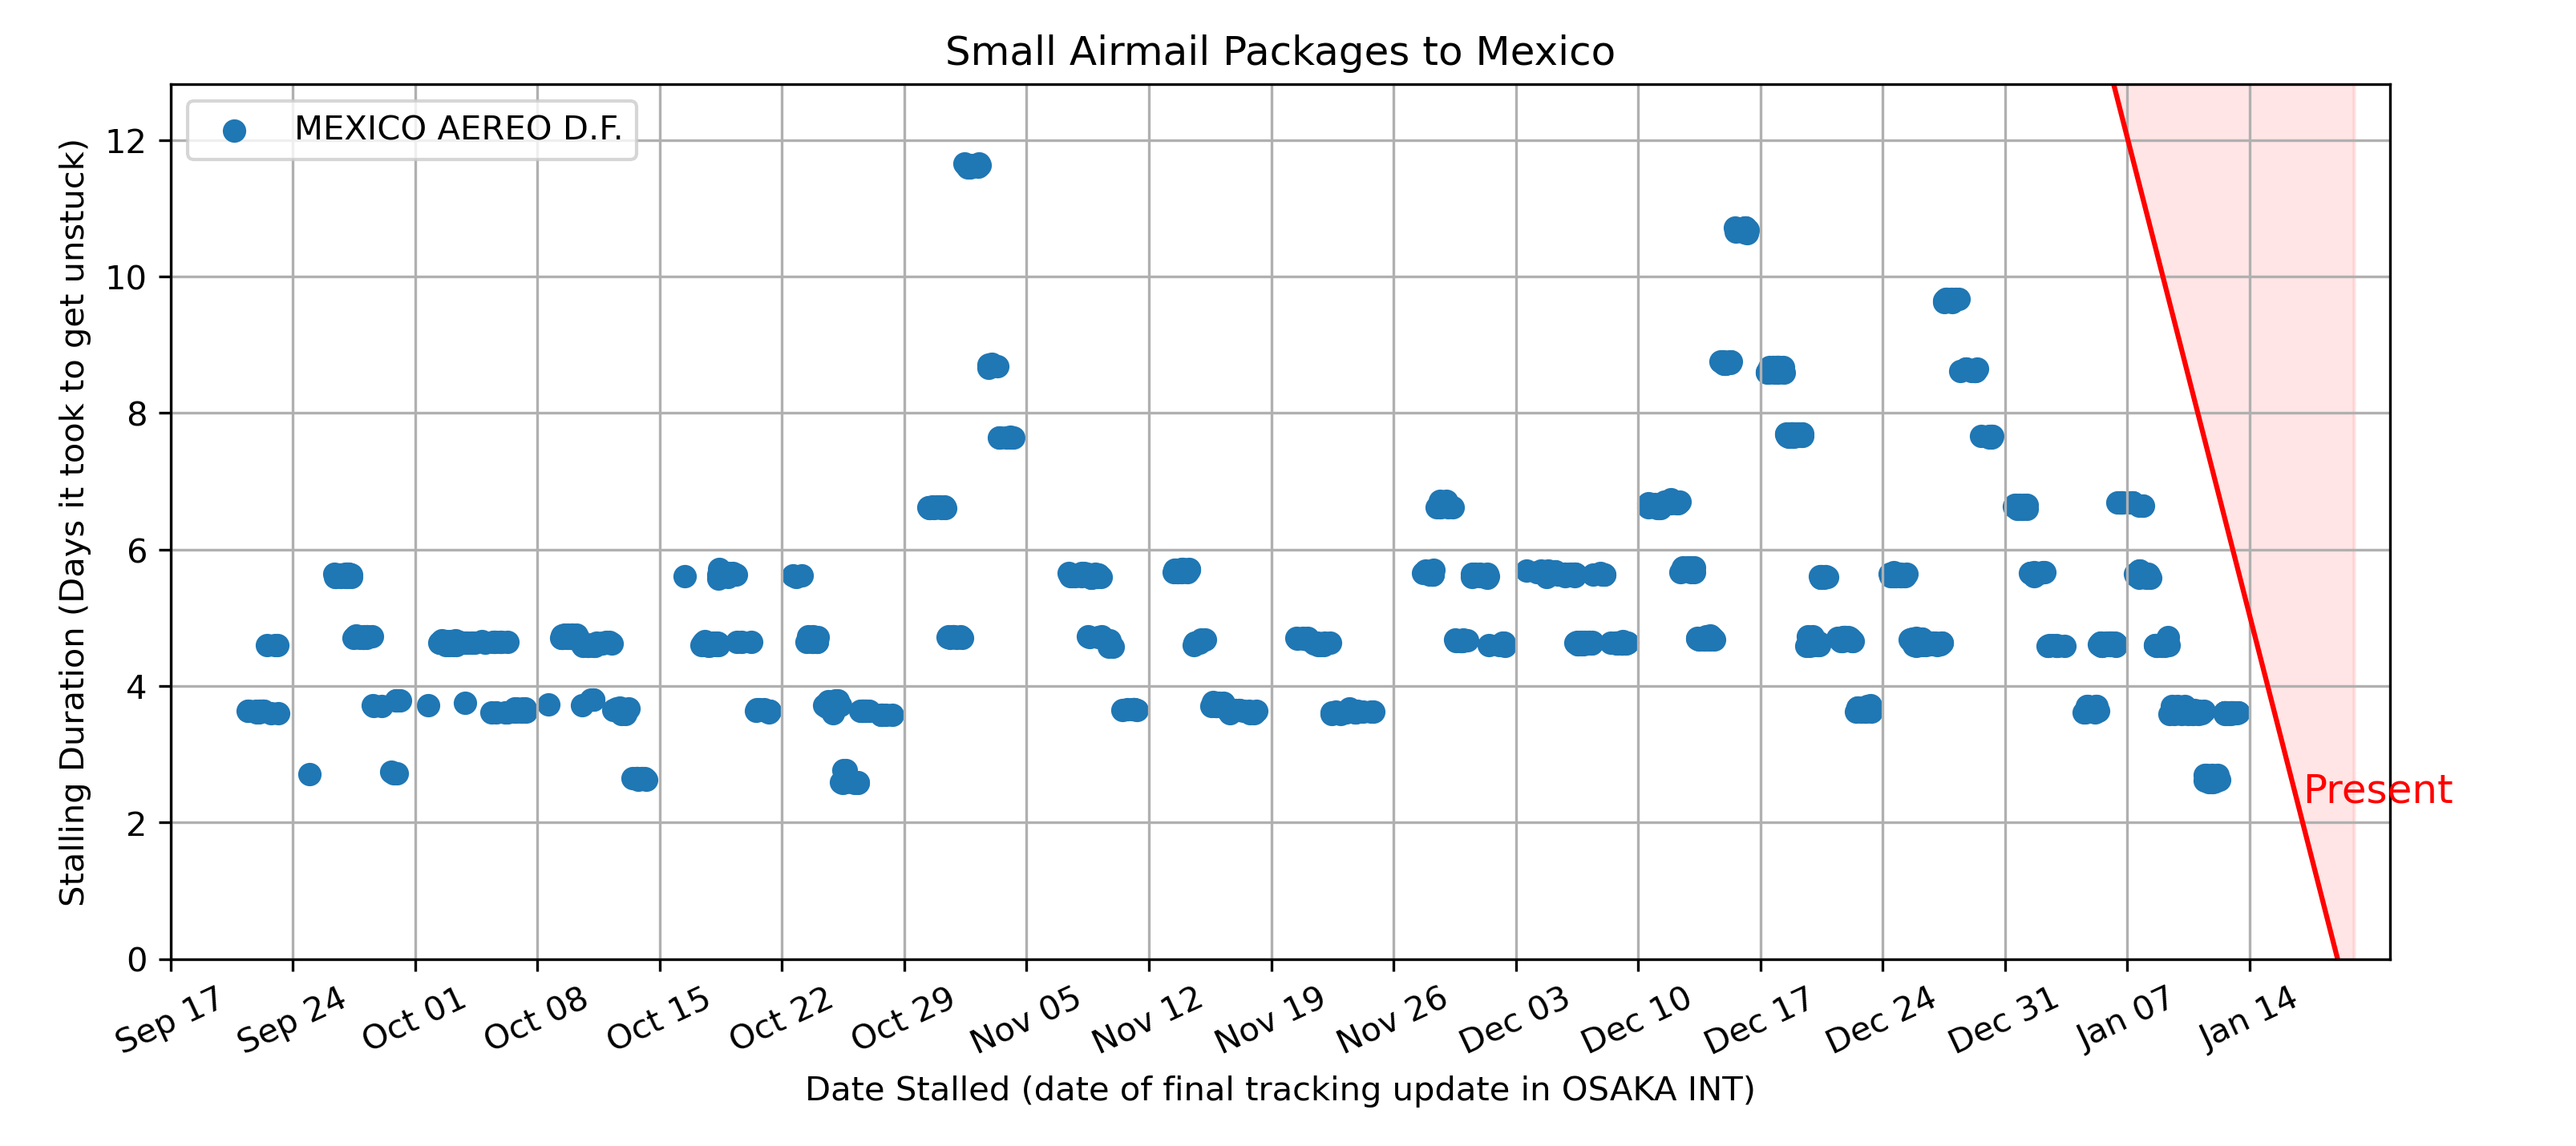 Small Airmail Packages to Mexico
MEXICO AEREO D.F.
Stalling Duration (Days it took to get unstuck)
12
10
8
6
4
2
0
Present
Sep 17
Sep 24
Oct 01
Oct 08
Oct 15
Oct 22
Oct 29
Nov 05
Nov 12
Nov 19
Nov 26
Dec 03
Dec 10
Dec 17
Dec 24
Dec 31
Jan 07
Jan 14
Date Stalled (date of final tracking update in OSAKA INT)